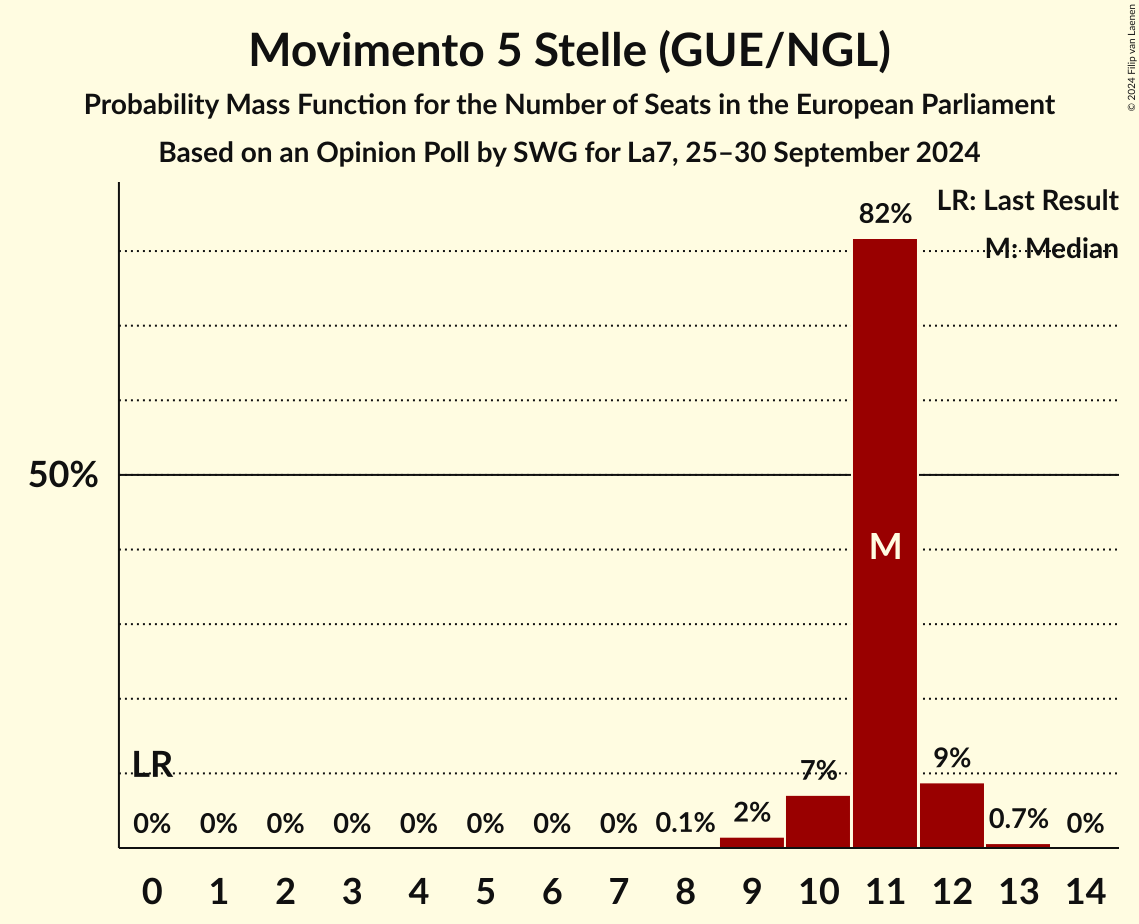 Movimento 5 Stelle (GUE/NGL)
Probability Mass Function for the Number of Seats in the European Parliament
Based on an Opinion Poll by SWG for La7, 25–30 September 2024
© 2024 Filip van Laenen
LR: Last Result
M: Median
82%
50%
M
LR
0% 0% 0% 0% 0% 0% 0% 0% 0.1% 2% 7% 9% 0.7% 0%
0 1 2 3 4 5 6 7 8 9 10 11 12 13 14